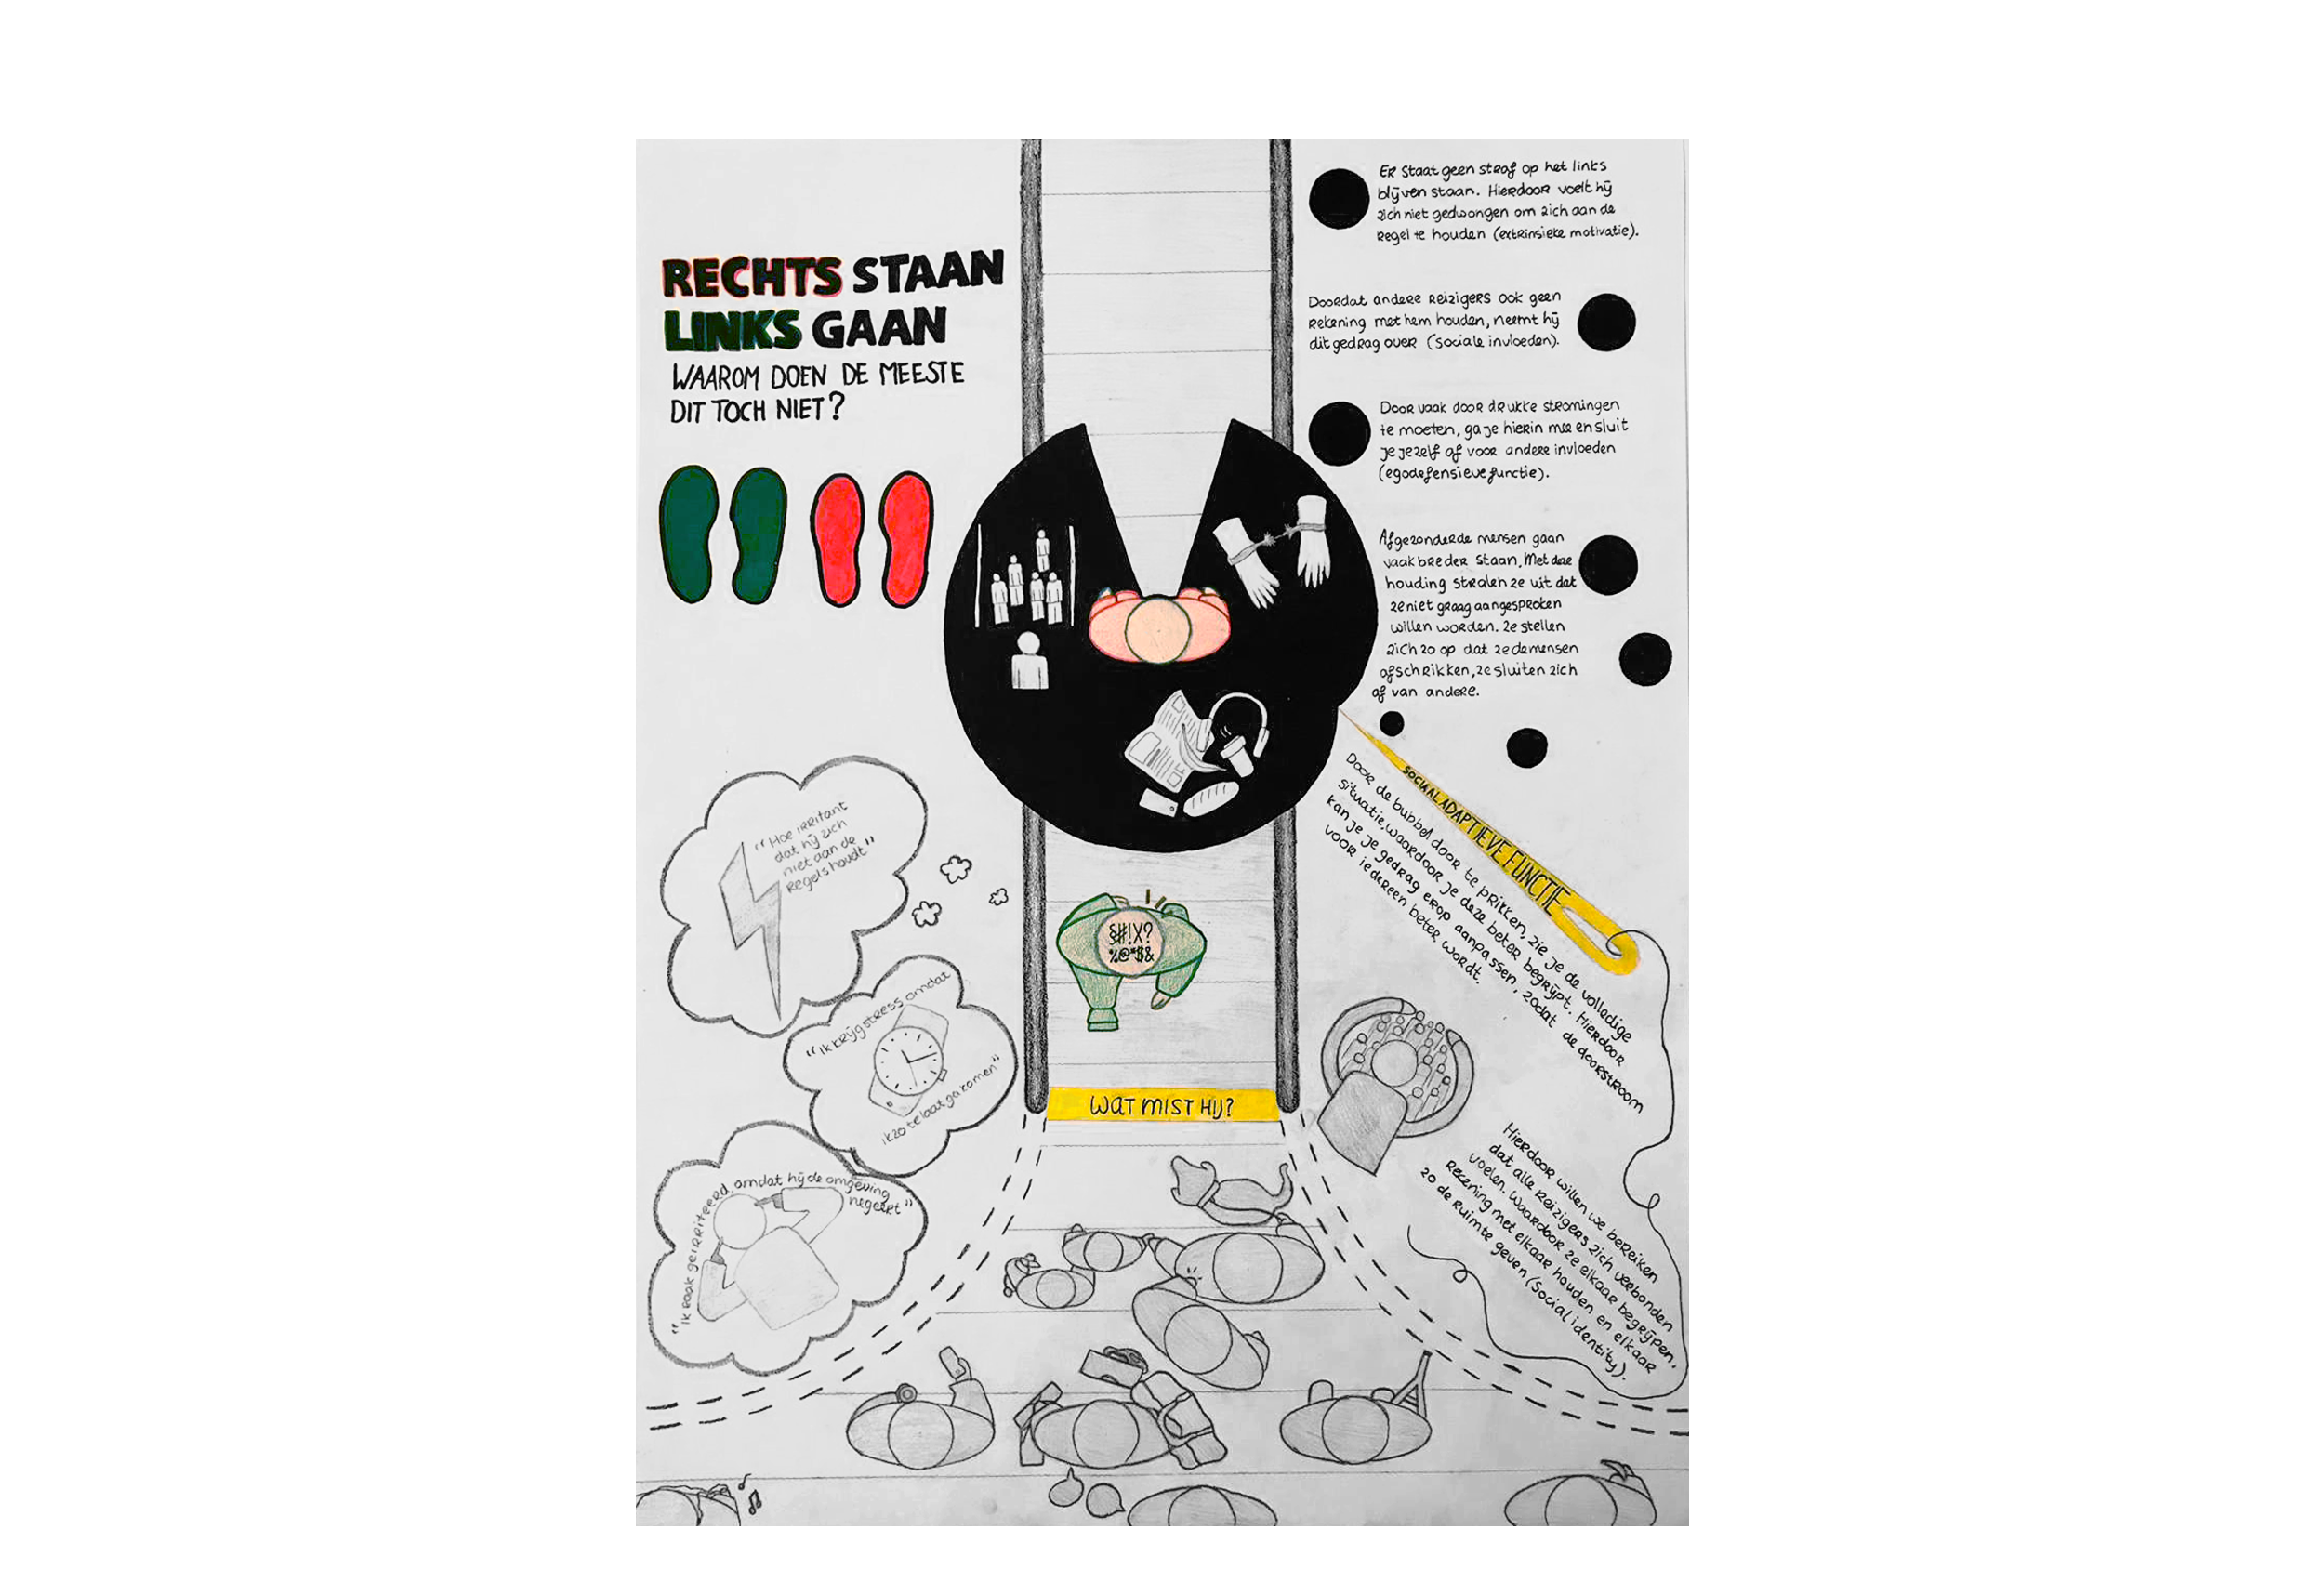 RECHTS STAAN
LINKS GAAN
WAAROM DOEN DE MEESTE
DIT TOCH NIET?
Er staat geen straf op het links
blijven staan. Hierdoor voelt hij
zich niet gedwongen om zich aan de
regel te houden (extrinsieke motivatie).
Doordat andere reizigers ook geen
rekening met hem houden, neemt hij
dit gedrag over (sociale invloeden).
Door vaak door drukke stromingen
te moeten, ga je hierin mee en sluit
je jezelf af voor andere invloeden
(egodefensieve functie).
Afgezonderde mensen gaan
vaak breder staan. Met deze
houding stralen ze uit dat
ze niet graag aangesproken
willen worden. Ze stellen
zich zo op dat ze de mensen
afschrikken, ze sluiten zich
af van andere.
SOCIAAL ADAPTIEVE FUNCTIE
Door de bubbel door te prikken, zie je de volledige
situatie, waardoor je deze beter begrijpt. Hierdoor
kan je je gedrag erop aanpassen, zodat de doorstroom
voor iedereen beter wordt.
"Hoe irritant
dat hij zich
niet aan de
regels houdt"
"Ik krijg stress omdat
ik zo te laat ga komen"
"Ik raak geïrriteerd omdat hij de omgeving
negeert"
§#!X?
%@*$&
WAT MIST HIJ?
Hierdoor willen we bereiken
dat alle reizigers zich verbonden
voelen. Waardoor ze elkaar begrijpen,
rekening met elkaar houden en elkaar
zo de ruimte geven (Social identity).